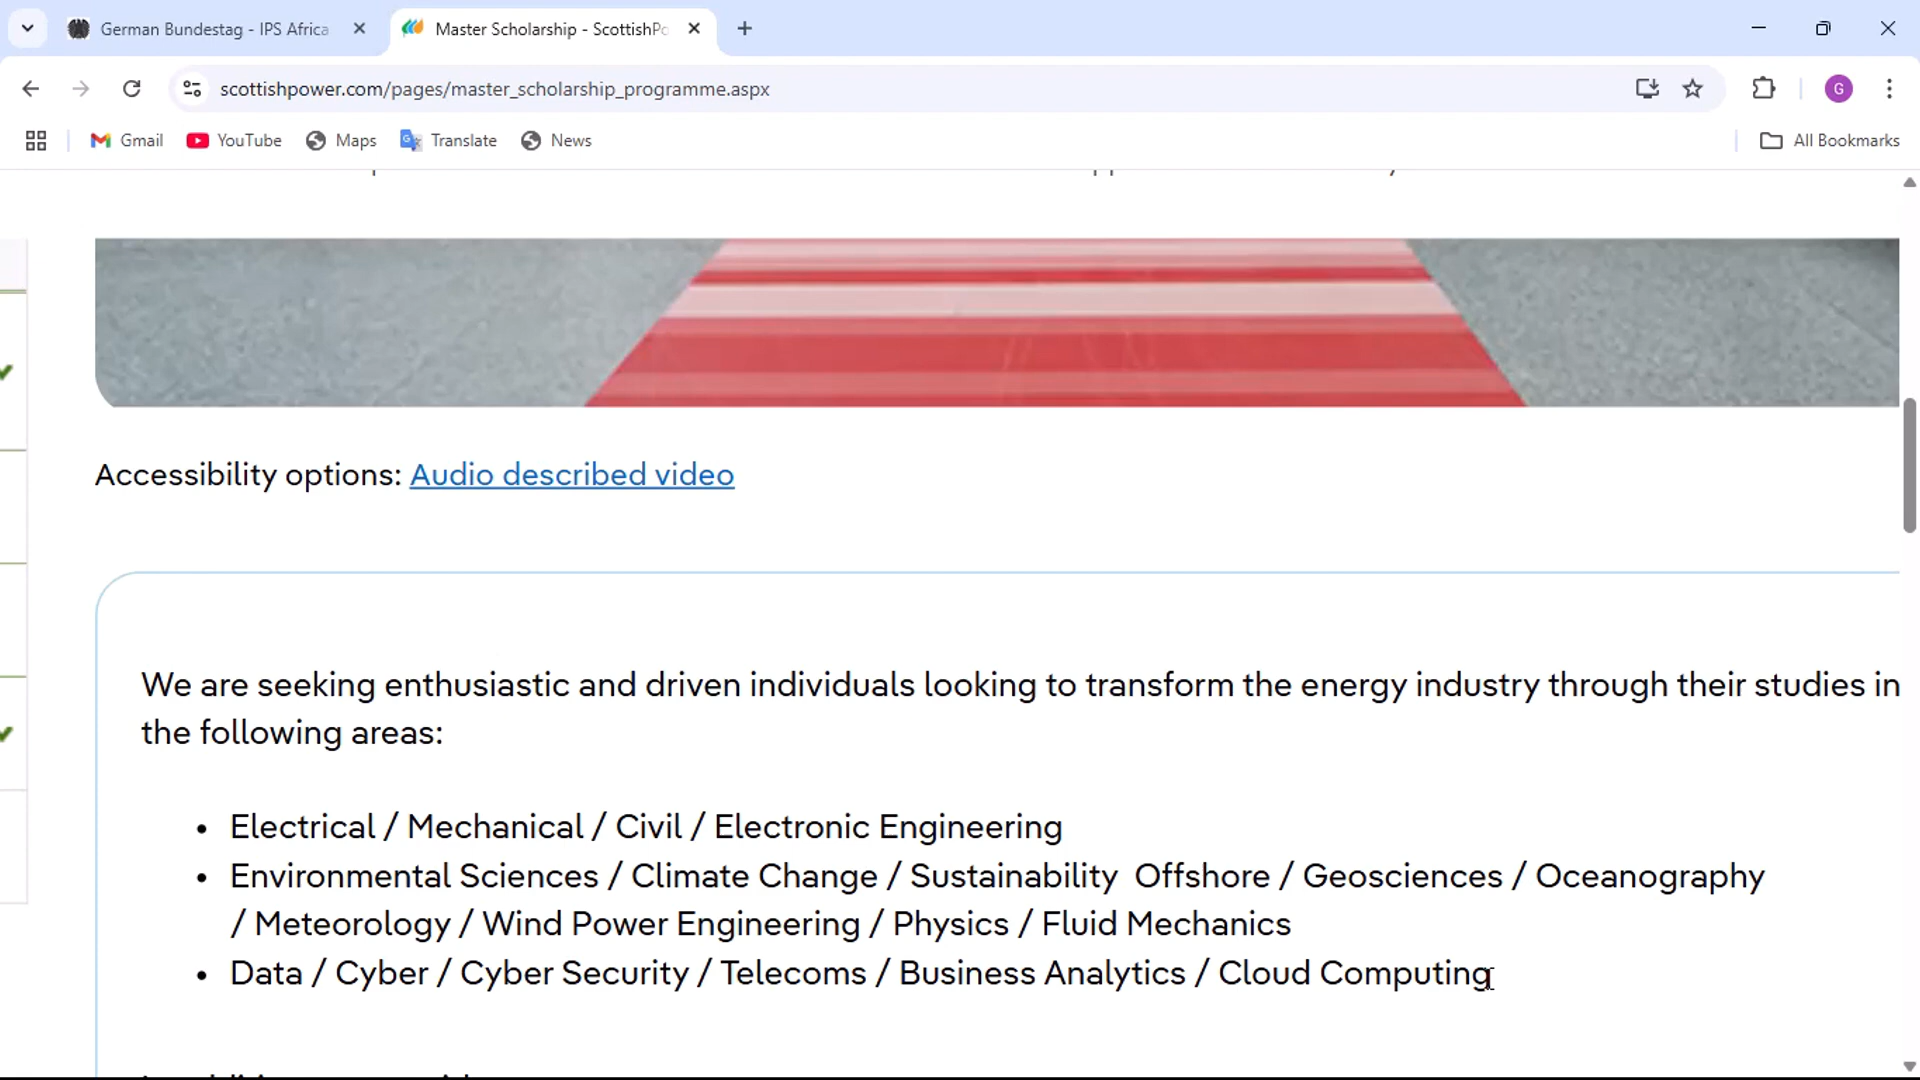 German Bundestag - IPS Africa
Master Scholarship - ScottishPo
scottishpower.com/pages/master_scholarship_programme.aspx
G
Gmail
YouTube
Maps
Translate
News
All Bookmarks
Accessibility options: Audio described video
We are seeking enthusiastic and driven individuals looking to transform the energy industry through their studies in
the following areas:
• Electrical / Mechanical / Civil / Electronic Engineering
• Environmental Sciences / Climate Change / Sustainability  Offshore / Geosciences / Oceanography
/ Meteorology / Wind Power Engineering / Physics / Fluid Mechanics
• Data / Cyber / Cyber Security / Telecoms / Business Analytics / Cloud Computing